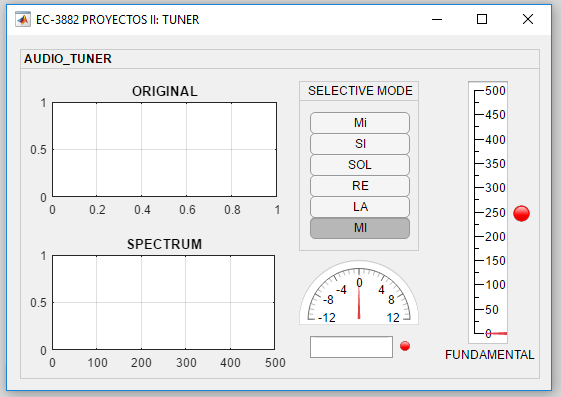 EC-3882 PROYECTOS II: TUNER
AUDIO_TUNER
ORIGINAL
1
0.5
0
0 0.2 0.4 0.6 0.8 1
SPECTRUM
1
0.5
0
0 100 200 300 400 500
SELECTIVE MODE
Mi
SI
SOL
RE
LA
MI
-12 -8 -4 0 4 8 12
500
450
400
350
300
250
200
150
100
50
0
FUNDAMENTAL